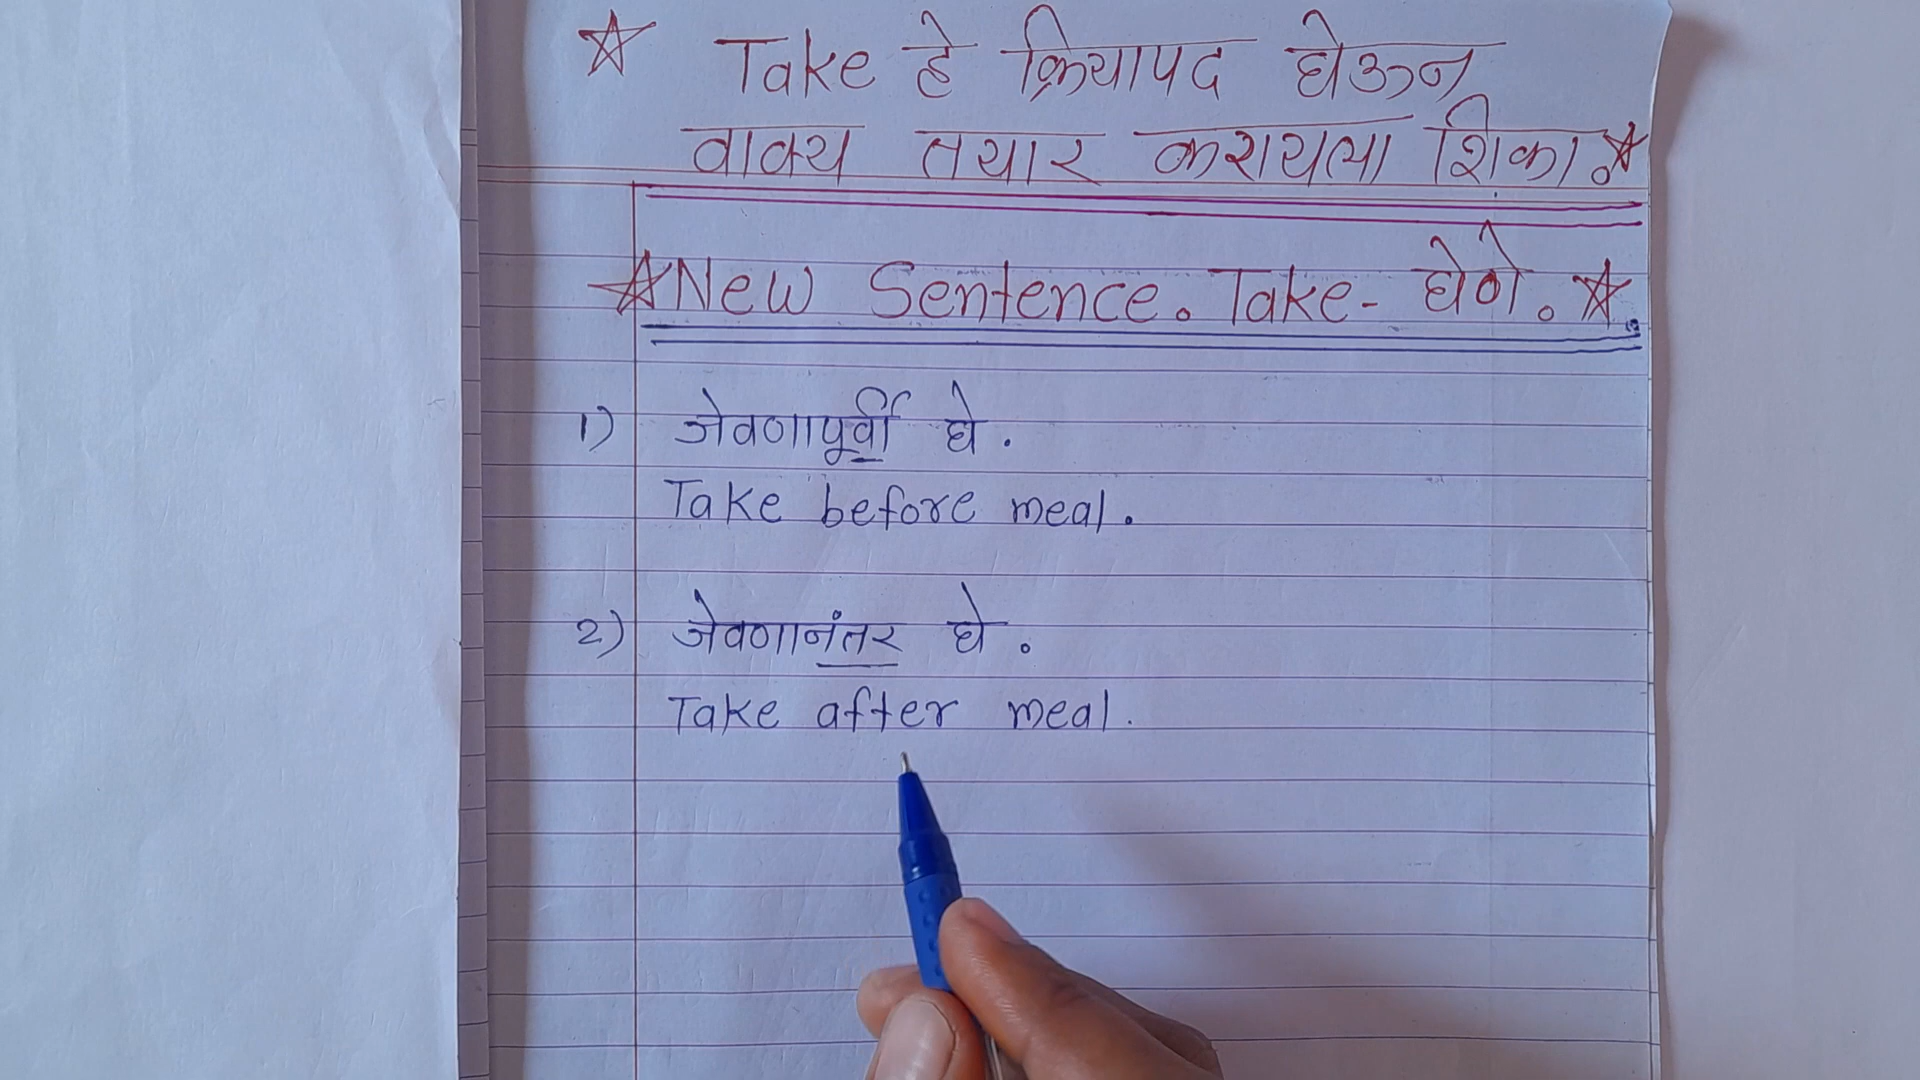 ☆ Take हे क्रियापद घेऊन
वाक्य तयार करायला शिका.☆
☆New Sentence. Take- घेणे.☆
1) जेवणापूर्वी घे.
Take before meal.
2) जेवणानंतर घे.
Take after meal.